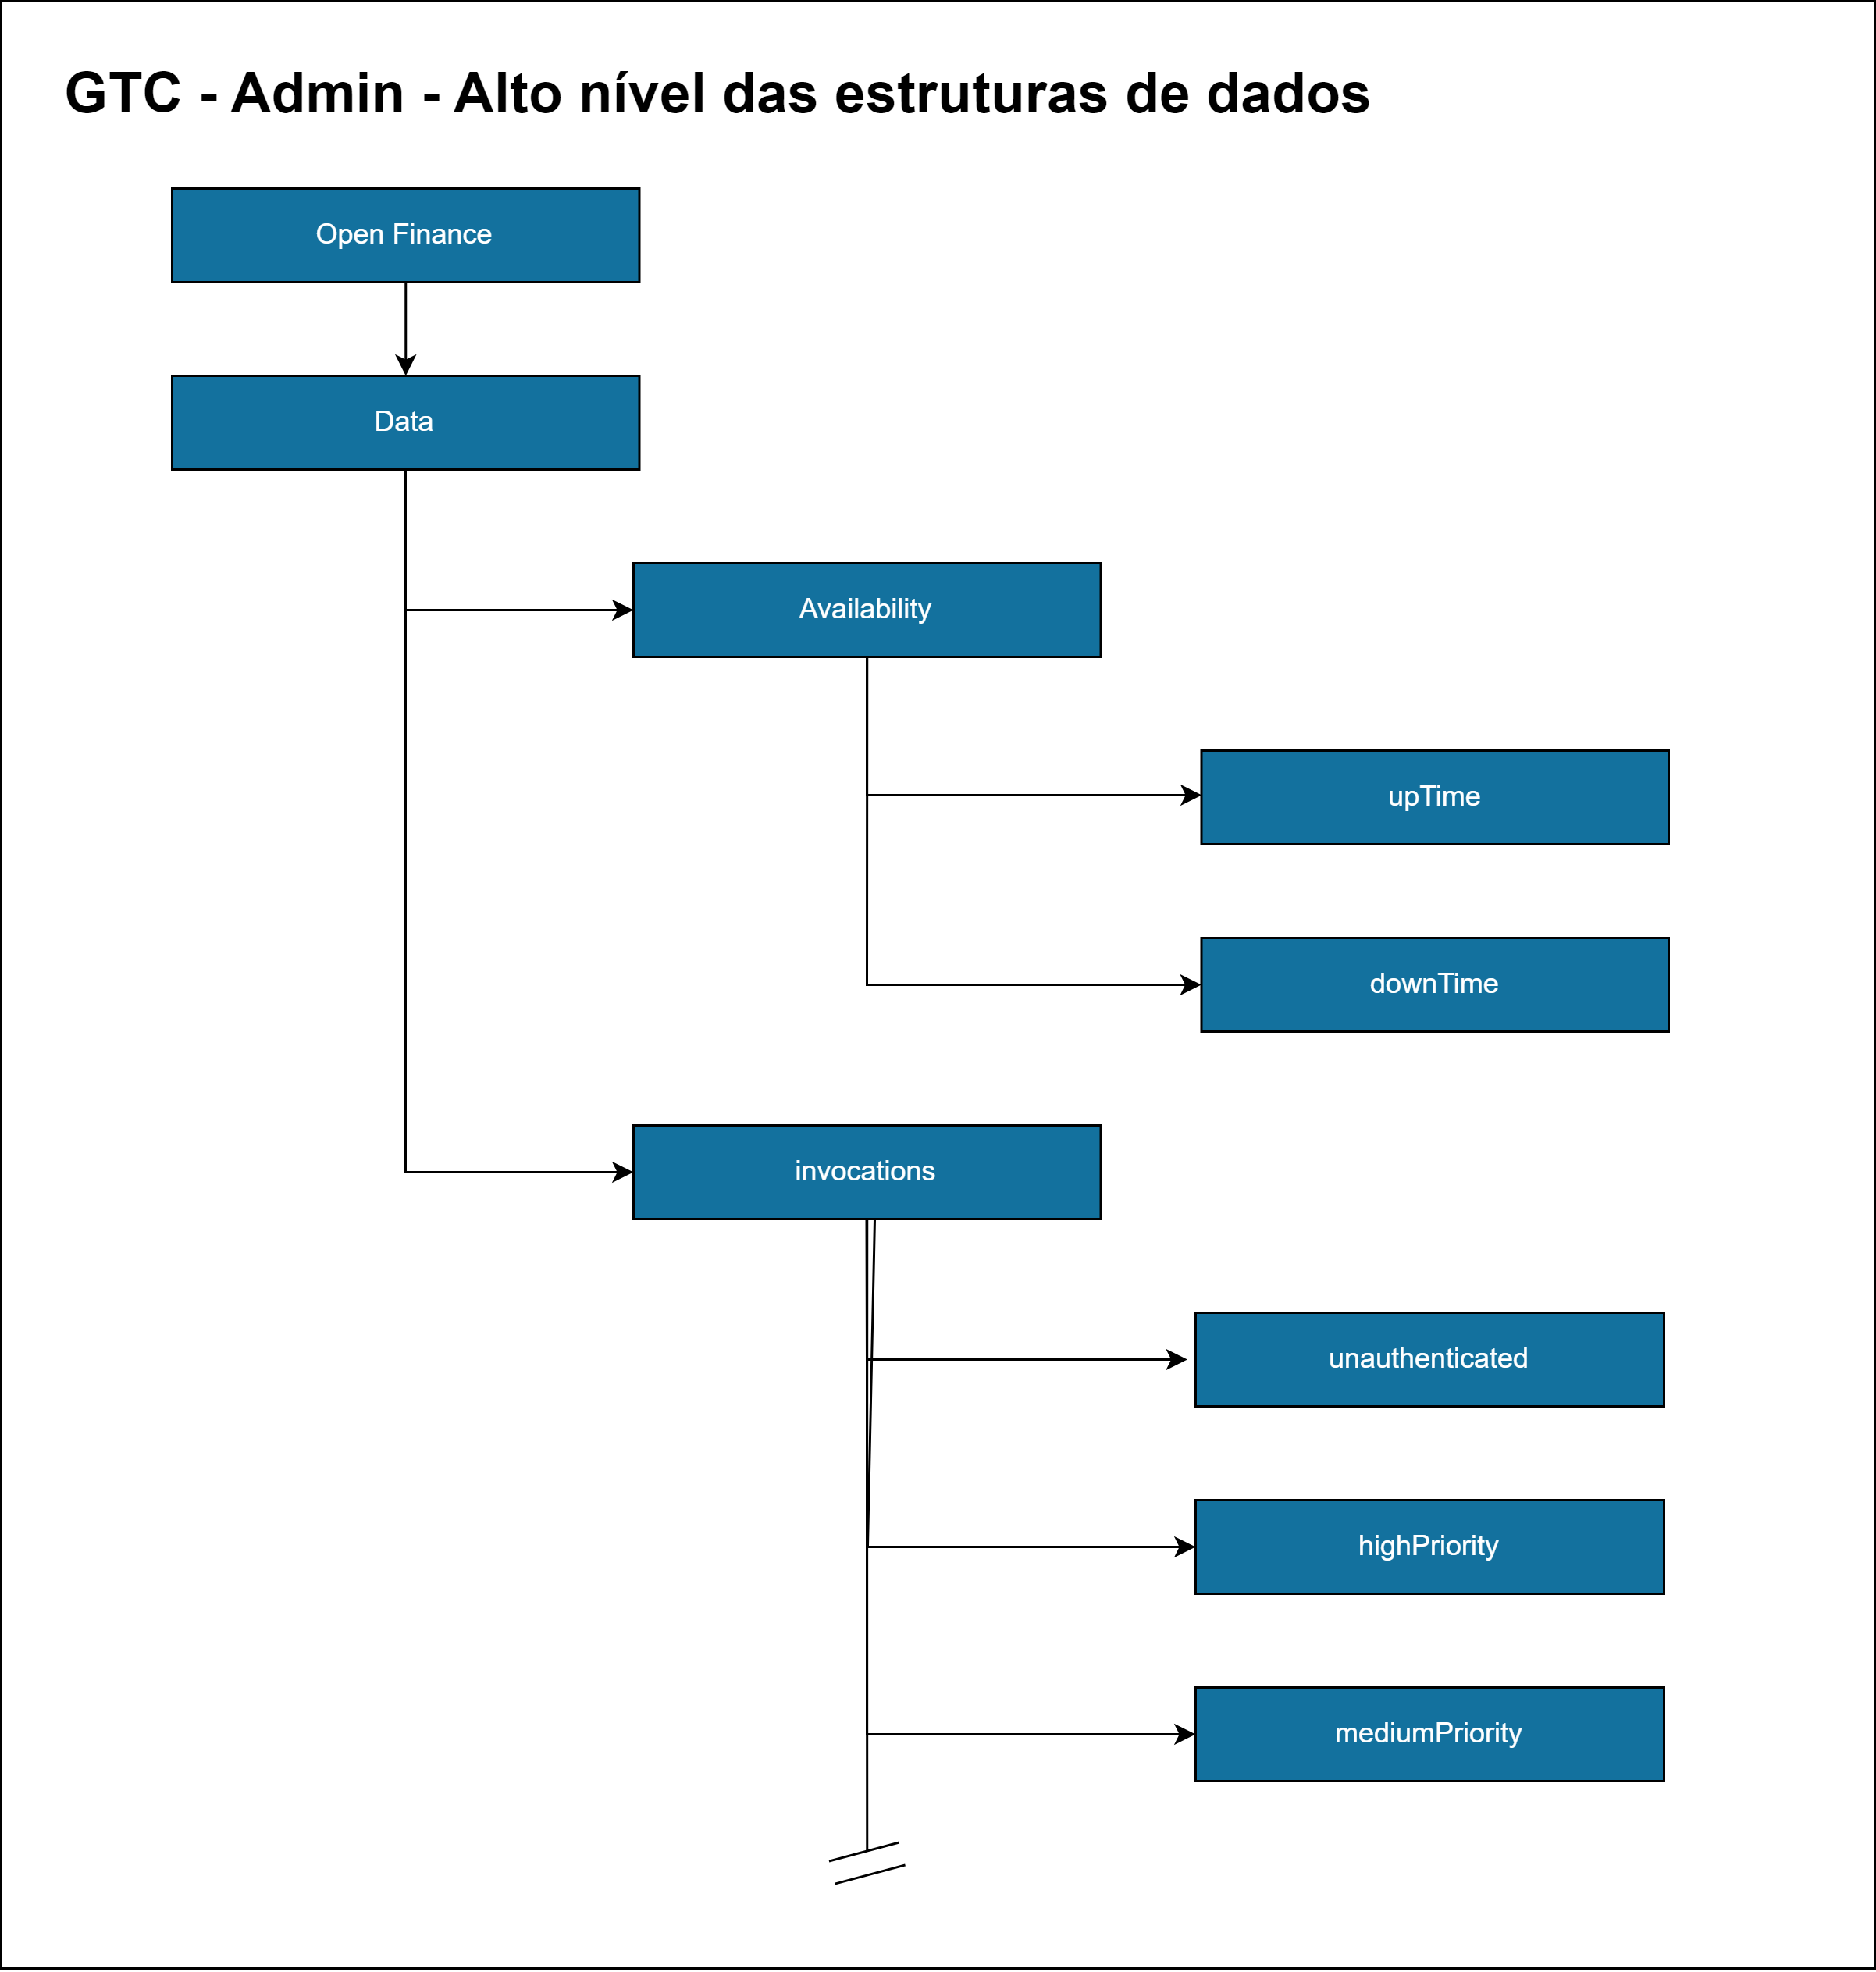 GTC - Admin - Alto nível das estruturas de dados
Open Finance
Data
Availability
upTime
downTime
invocations
unauthenticated
highPriority
mediumPriority